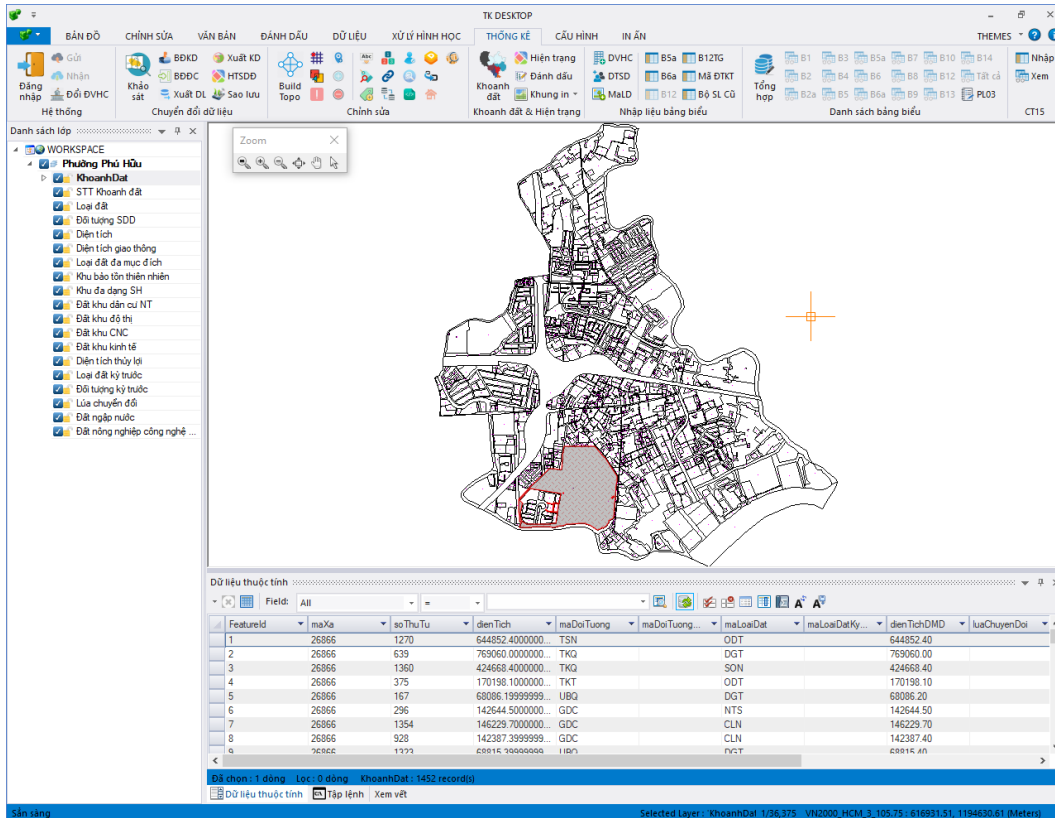 TK DESKTOP
BẢN ĐỒ CHỈNH SỬA VĂN BẢN ĐÁNH DẤU DỮ LIỆU XỬ LÝ HÌNH HỌC THỐNG KÊ CẤU HÌNH IN ẤN THEMES
Gửi BĐKD Xuất KD Hiện trạng ĐVHC B5a B12TG B1 B3 B5a B7 B10 B14 Nhập
Nhận BĐĐC HTSDĐ Đánh dấu DTSD B6a Mã ĐTKT B2 B4 B6 B8 B12 Tất cả Xem
Đổi ĐVHC Xuất DL Sao lưu Khung in MaLD B12 Bộ SL Cũ B2a B5 B6a B9 B13 PL03
Đăng nhập Khảo sát Build Topo Khoanh đất Tổng hợp
Abc
Hệ thống Chuyển đổi dữ liệu Chỉnh sửa Khoanh đất & Hiện trạng Nhập liệu bảng biểu Danh sách bảng biểu CT15
Danh sách lớp
WORKSPACE
Phường Phú Hữu
KhoanhDat
STT Khoanh đất
Loại đất
Đối tượng SDD
Diện tích
Diện tích giao thông
Loại đất đa mục đích
Khu bảo tồn thiên nhiên
Khu đa dạng SH
Đất khu dân cư NT
Đất khu đô thị
Đất khu CNC
Đất khu kinh tế
Diện tích thủy lợi
Loại đất kỳ trước
Đối tượng kỳ trước
Lúa chuyển đổi
Đất ngập nước
Đất nông nghiệp công nghệ ...
Zoom
Dữ liệu thuộc tính
Field: All =
FeatureId maXa soThuTu dienTich maDoiTuong maDoiTuong... maLoaiDat maLoaiDatKy... dienTichDMD luaChuyenDoi
1 26866 1270 644852.4000000... TSN ODT 644852.40
2 26866 639 769060.0000000... TKQ DGT 769060.00
3 26866 1360 424668.4000000... TKQ SON 424668.40
4 26866 375 170198.1000000... TKT ODT 170198.10
5 26866 167 68086.19999999... UBQ DGT 68086.20
6 26866 296 142644.5000000... GDC NTS 142644.50
7 26866 1354 146229.7000000... GDC CLN 146229.70
8 26866 928 142387.3999999... GDC CLN 142387.40
9 26866 1323 68815.39999999... UBQ DGT 68815.40
Đã chọn : 1 dòng Lọc : 0 dòng KhoanhDat : 1452 record(s)
Dữ liệu thuộc tính Tập lệnh Xem vết
Sẵn sàng Selected Layer : 'KhoanhDat' 1/36,375 VN2000_HCM_3_105.75 : 616931.51, 1194630.61 (Meters)